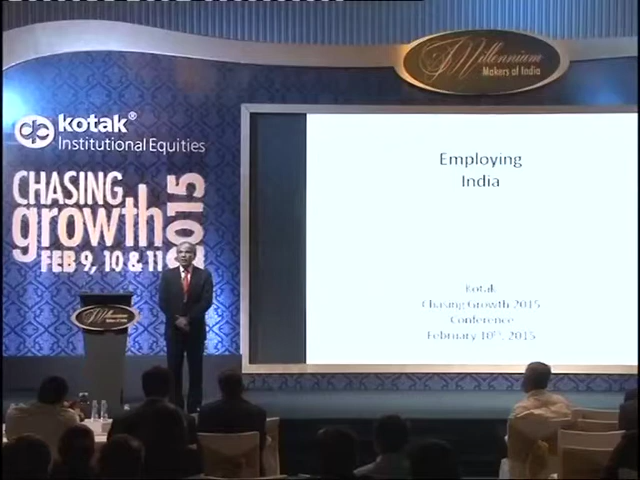 Millennium
Makers of India
kotak®
Institutional Equities
CHASING
growth
2015
FEB 9, 10 & 11
Employing
India
Kotak
Chasing Growth 2015
Conference
February 10th, 2015
Millennium